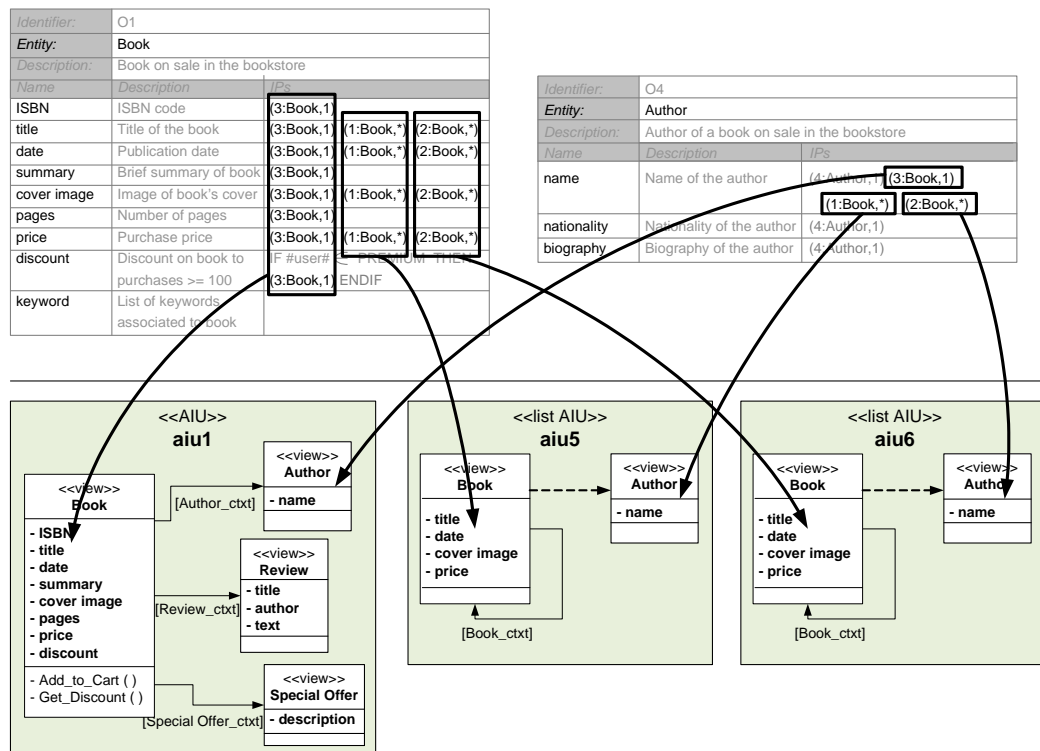 Identifier: O1
Entity: Book
Description: Book on sale in the bookstore
Name Description IPs
ISBN ISBN code (3:Book,1)
title Title of the book (3:Book,1) (1:Book,*) (2:Book,*)
date Publication date (3:Book,1) (1:Book,*) (2:Book,*)
summary Brief summary of book (3:Book,1)
cover image Image of book's cover (3:Book,1) (1:Book,*) (2:Book,*)
pages Number of pages (3:Book,1)
price Purchase price (3:Book,1) (1:Book,*) (2:Book,*)
discount Discount on book to IF #user# ∈ PREMIUM THEN
purchases >= 100 (3:Book,1) ENDIF
keyword List of keywords
associated to book
Identifier: O4
Entity: Author
Description: Author of a book on sale in the bookstore
Name Description IPs
name Name of the author (4:Author,1) (3:Book,1)
(1:Book,*) (2:Book,*)
nationality Nationality of the author (4:Author,1)
biography Biography of the author (4:Author,1)
<<AIU>>
aiu1
<<view>>
Book
- ISBN
- title
- date
- summary
- cover image
- pages
- price
- discount
- Add_to_Cart ( )
- Get_Discount ( )
[Author_ctxt]
<<view>>
Author
- name
[Review_ctxt]
<<view>>
Review
- title
- author
- text
[Special Offer_ctxt]
<<view>>
Special Offer
- description
<<list AIU>>
aiu5
<<view>>
Book
- title
- date
- cover image
- price
[Book_ctxt]
<<view>>
Author
- name
<<list AIU>>
aiu6
<<view>>
Book
- title
- date
- cover image
- price
[Book_ctxt]
<<view>>
Author
- name